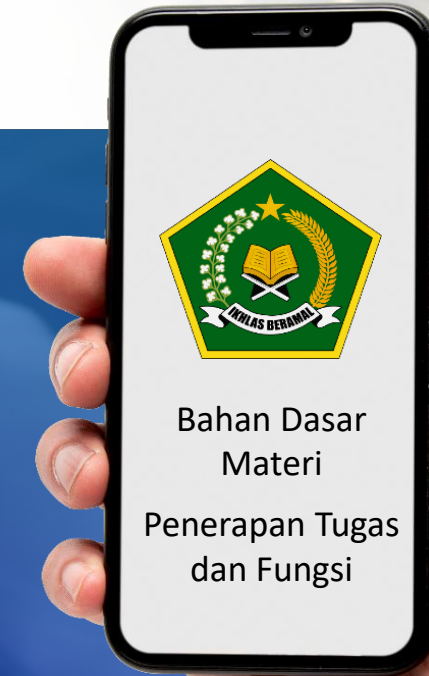 IKHLAS BERAMAL
Bahan Dasar
Materi
Penerapan Tugas
dan Fungsi